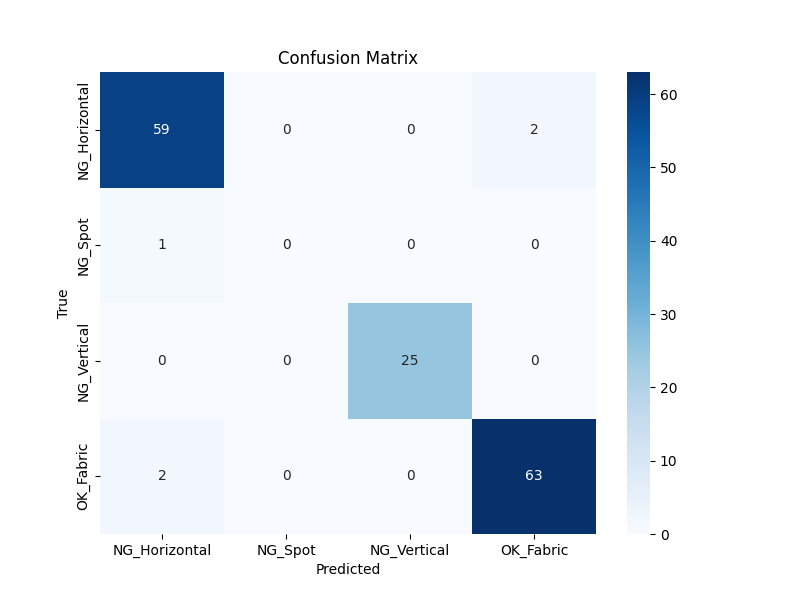 Confusion Matrix
True
NG_Horizontal
59 0 0 2
NG_Spot
1 0 0 0
NG_Vertical
0 0 25 0
OK_Fabric
2 0 0 63
NG_Horizontal NG_Spot NG_Vertical OK_Fabric
Predicted
60
50
40
30
20
10
0